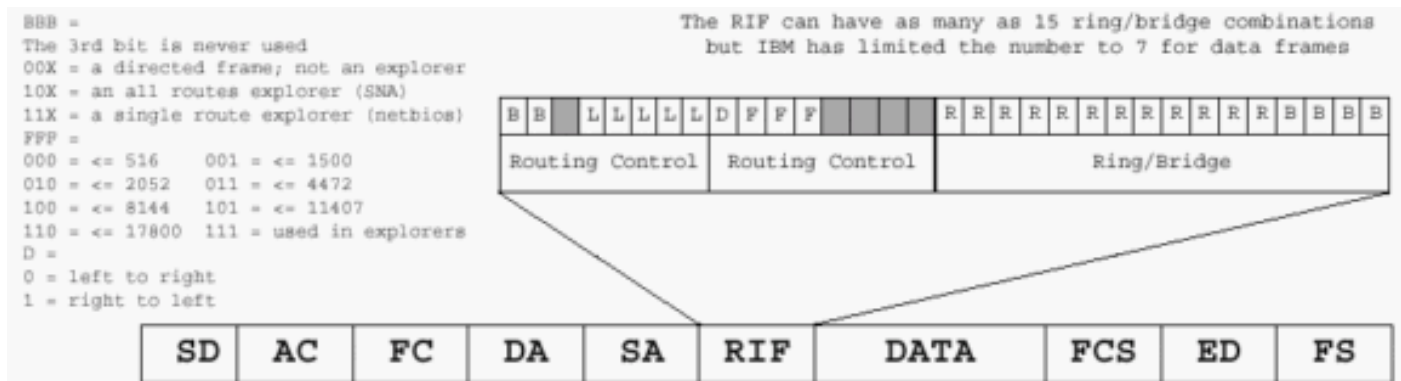 BBB =
The 3rd bit is never used
00X = a directed frame; not an explorer
10X = an all routes explorer (SNA)
11X = a single route explorer (netbios)
FFF =
000 = <= 516 001 = <= 1500
010 = <= 2052 011 = <= 4472
100 = <= 8144 101 = <= 11407
110 = <= 17800 111 = used in explorers
D =
0 = left to right
1 = right to left
The RIF can have as many as 15 ring/bridge combinations
but IBM has limited the number to 7 for data frames
B B L L L L L D F F F R R R R R R R R R R R R B B B B
Routing Control Routing Control Ring/Bridge
SD AC FC DA SA RIF DATA FCS ED FS